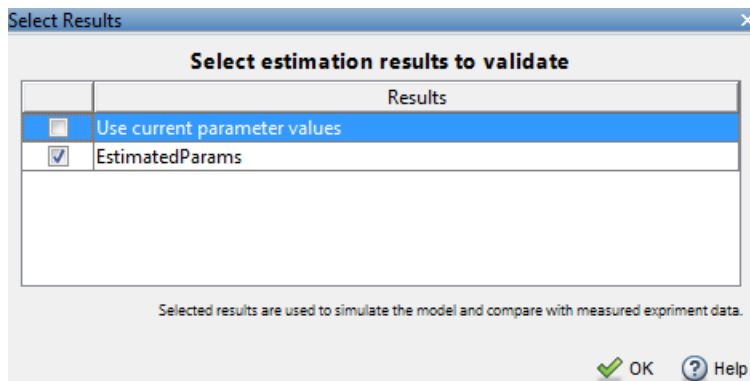 Select Results
Select estimation results to validate
Results
Use current parameter values
EstimatedParams
Selected results are used to simulate the model and compare with measured expriment data.
OK Help